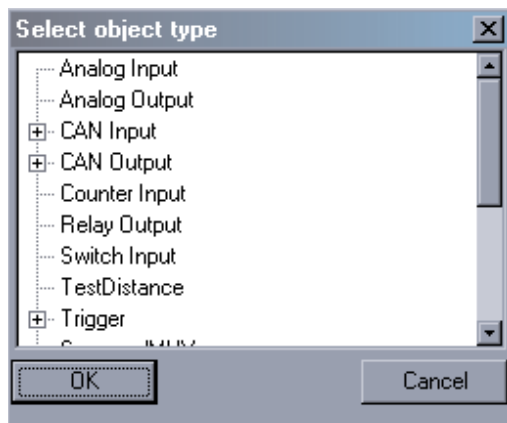 Select object type
Analog Input
Analog Output
CAN Input
CAN Output
Counter Input
Relay Output
Switch Input
TestDistance
Trigger
OK Cancel